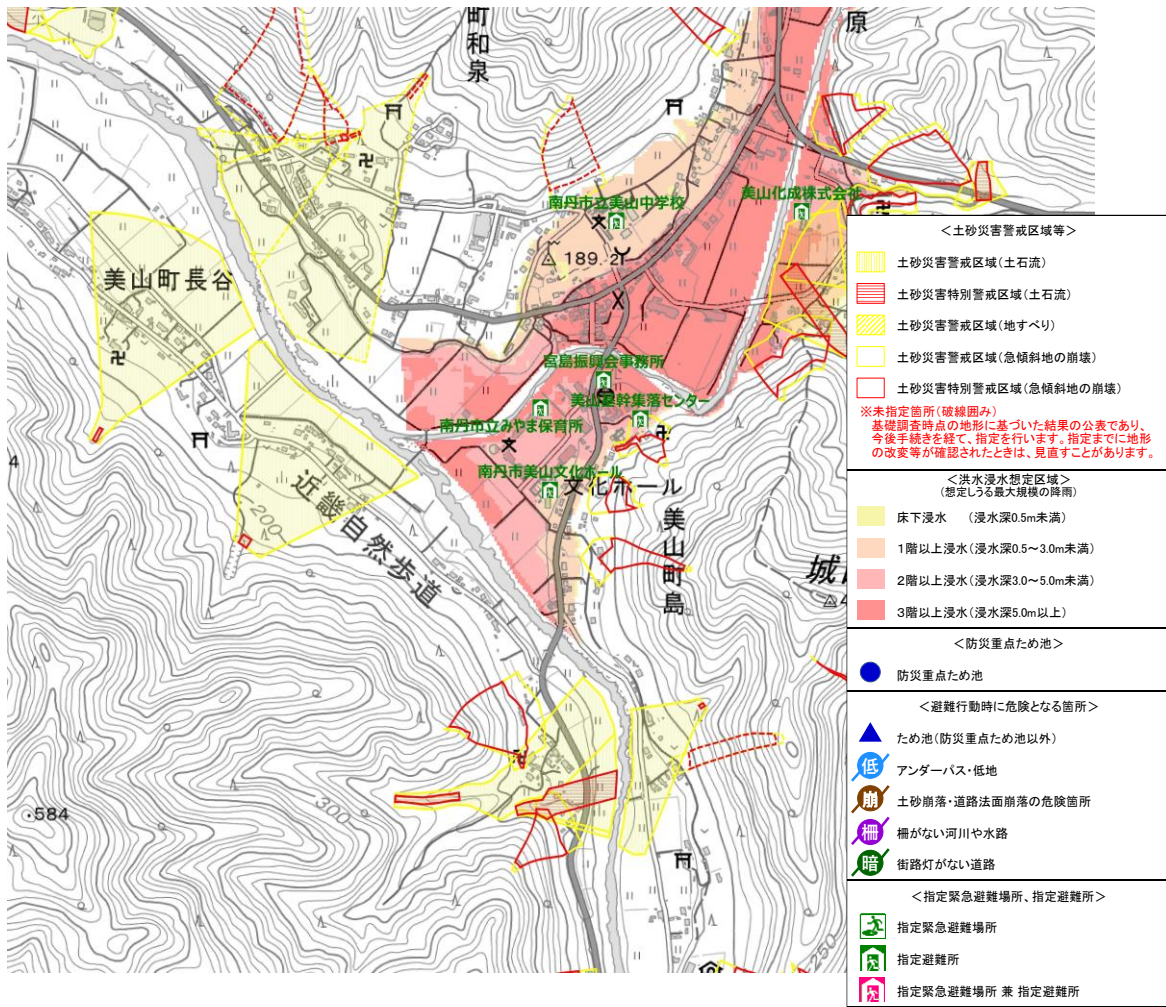 町和泉
原
南丹市立美山中学校
美山化成株式会社
189.2
美山町長谷
宮島振興会事務所
南丹市立みやま保育所
南丹市美山文化ホール
文化ホール
美山町島
近畿自然歩道
200
城
4
4
・584
300
250
＜土砂災害警戒区域等＞
土砂災害警戒区域(土石流)
土砂災害特別警戒区域(土石流)
土砂災害警戒区域(地すべり)
土砂災害警戒区域(急傾斜地の崩壊)
土砂災害特別警戒区域(急傾斜地の崩壊)
※未指定箇所(破線囲み)
基礎調査時点の地形に基づいた結果の公表であり、
今後手続きを経て、指定を行います。指定までに地形
の改変等が確認されたときは、見直すことがあります。
＜洪水浸水想定区域＞
(想定しうる最大規模の降雨)
床下浸水　(浸水深0.5m未満)
1階以上浸水(浸水深0.5～3.0m未満)
2階以上浸水(浸水深3.0～5.0m未満)
3階以上浸水(浸水深5.0m以上)
＜防災重点ため池＞
防災重点ため池
＜避難行動時に危険となる箇所＞
ため池(防災重点ため池以外)
低 アンダーパス・低地
崩 土砂崩落・道路法面崩落の危険箇所
柵 柵がない河川や水路
暗 街路灯がない道路
＜指定緊急避難場所、指定避難所＞
指定緊急避難場所
指定避難所
指定緊急避難場所 兼 指定避難所